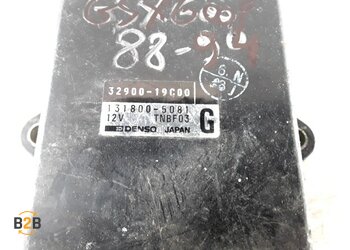 GSX600F
88-94
32900-19C00
131800-5081
12V TNBF03 G
DENSO JAPAN
B2B